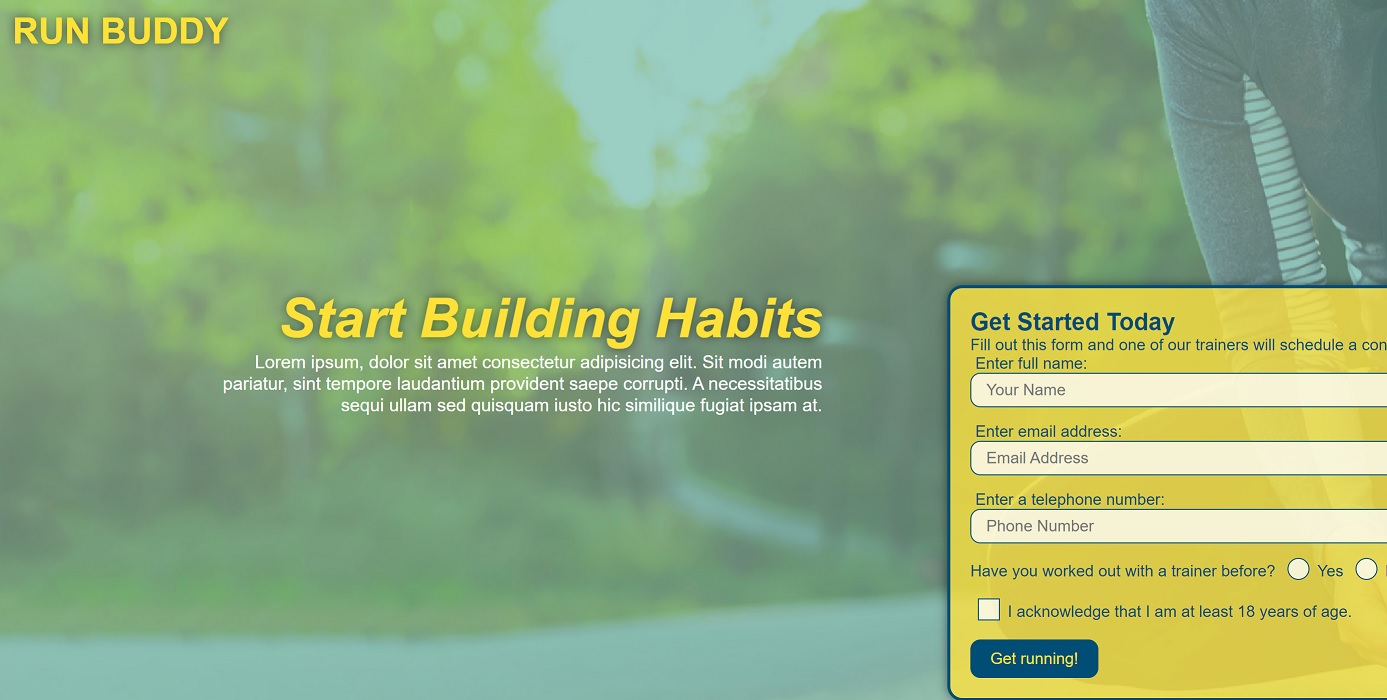 RUN BUDDY
Start Building Habits
Lorem ipsum, dolor sit amet consectetur adipisicing elit. Sit modi autem
pariatur, sint tempore laudantium provident saepe corrupti. A necessitatibus
sequi ullam sed quisquam iusto hic similique fugiat ipsam at.
Get Started Today
Fill out this form and one of our trainers will schedule a con
Enter full name:
Your Name
Enter email address:
Email Address
Enter a telephone number:
Phone Number
Have you worked out with a trainer before? Yes
I acknowledge that I am at least 18 years of age.
Get running!